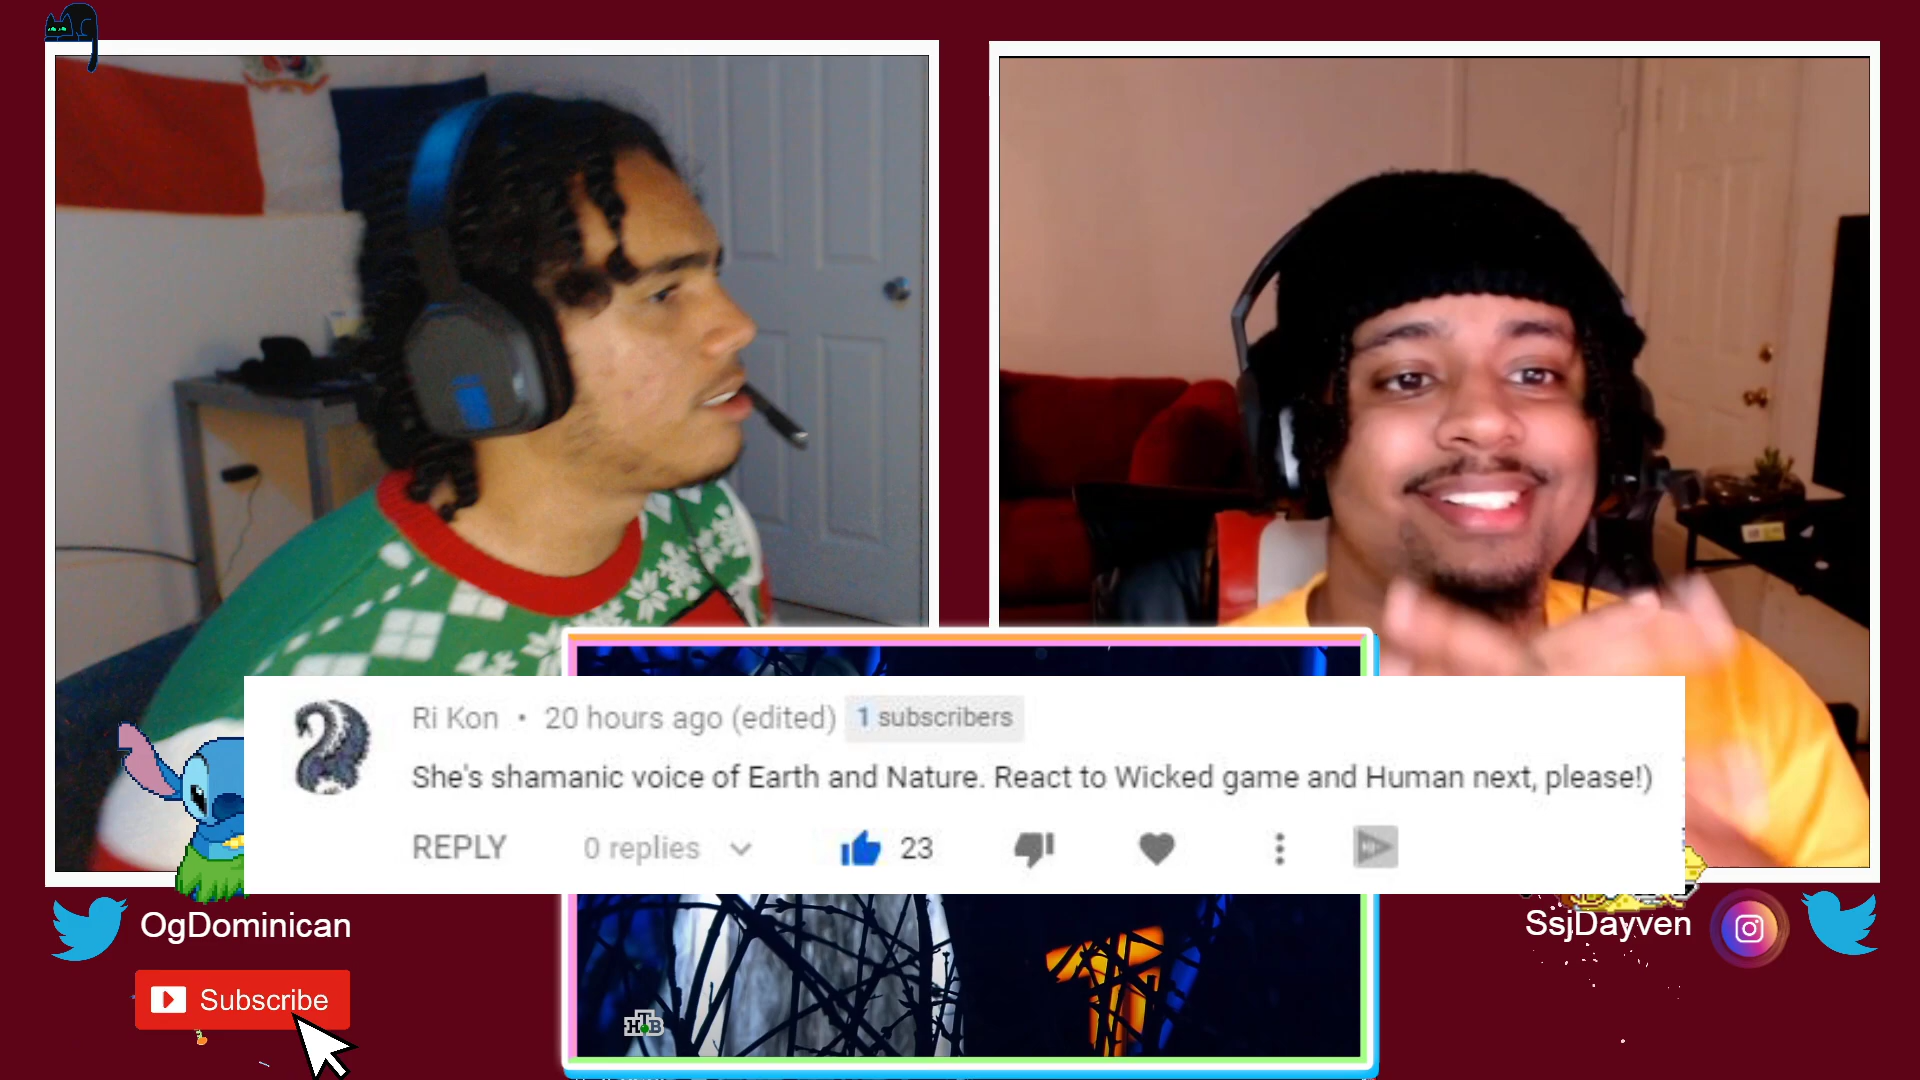 Ri Kon • 20 hours ago (edited) 1 subscribers
She's shamanic voice of Earth and Nature. React to Wicked game and Human next, please!)
REPLY 0 replies 23
OgDominican
SsjDayven
Subscribe
НТВ